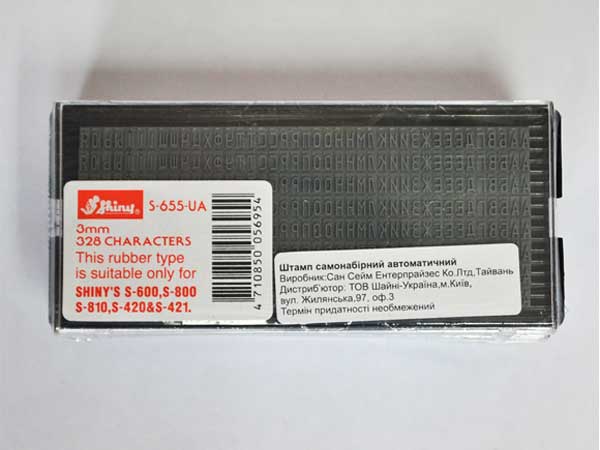 Shiny® S-655-UA
3mm
328 CHARACTERS
This rubber type
is suitable only for
SHINY'S S-600,S-800
S-810,S-420&S-421.
4 710850 056954
Штамп самонабірний автоматичний
Виробник:Сан Сейм Ентерпрайзес Ко.Лтд,Тайвань
Дистриб'ютор: ТОВ Шайні-Україна,м.Київ,
вул. Жилянська,97, оф.3
Термін придатності необмежений